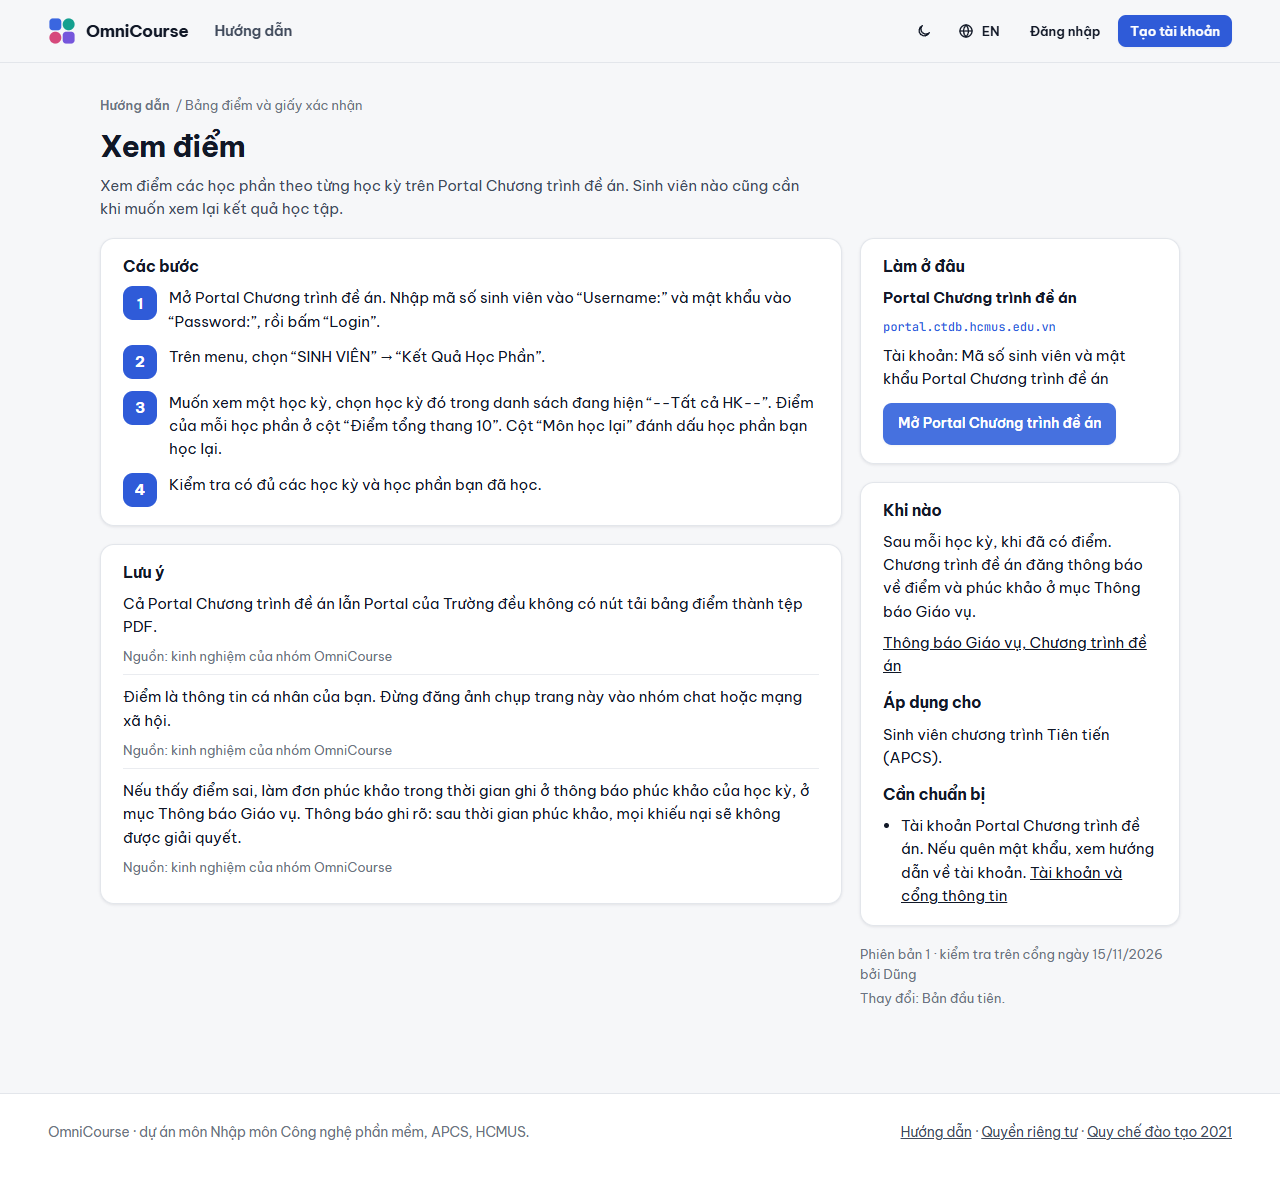 OmniCourse
Hướng dẫn
EN
Đăng nhập
Tạo tài khoản
Hướng dẫn / Bảng điểm và giấy xác nhận
Xem điểm
Xem điểm các học phần theo từng học kỳ trên Portal Chương trình đề án. Sinh viên nào cũng cần
khi muốn xem lại kết quả học tập.
Các bước
1
Mở Portal Chương trình đề án. Nhập mã số sinh viên vào “Username:” và mật khẩu vào
“Password:”, rồi bấm “Login”.
2
Trên menu, chọn “SINH VIÊN” → “Kết Quả Học Phần”.
3
Muốn xem một học kỳ, chọn học kỳ đó trong danh sách đang hiện “--Tất cả HK--”. Điểm
của mỗi học phần ở cột “Điểm tổng thang 10”. Cột “Môn học lại” đánh dấu học phần bạn
học lại.
4
Kiểm tra có đủ các học kỳ và học phần bạn đã học.
Lưu ý
Cả Portal Chương trình đề án lẫn Portal của Trường đều không có nút tải bảng điểm thành tệp
PDF.
Nguồn: kinh nghiệm của nhóm OmniCourse
Điểm là thông tin cá nhân của bạn. Đừng đăng ảnh chụp trang này vào nhóm chat hoặc mạng
xã hội.
Nguồn: kinh nghiệm của nhóm OmniCourse
Nếu thấy điểm sai, làm đơn phúc khảo trong thời gian ghi ở thông báo phúc khảo của học kỳ, ở
mục Thông báo Giáo vụ. Thông báo ghi rõ: sau thời gian phúc khảo, mọi khiếu nại sẽ không
được giải quyết.
Nguồn: kinh nghiệm của nhóm OmniCourse
Làm ở đâu
Portal Chương trình đề án
portal.ctdb.hcmus.edu.vn
Tài khoản: Mã số sinh viên và mật
khẩu Portal Chương trình đề án
Mở Portal Chương trình đề án
Khi nào
Sau mỗi học kỳ, khi đã có điểm.
Chương trình đề án đăng thông báo
về điểm và phúc khảo ở mục Thông
báo Giáo vụ.
Thông báo Giáo vụ, Chương trình đề
án
Áp dụng cho
Sinh viên chương trình Tiên tiến
(APCS).
Cần chuẩn bị
• Tài khoản Portal Chương trình đề
án. Nếu quên mật khẩu, xem hướng
dẫn về tài khoản. Tài khoản và
cổng thông tin
Phiên bản 1 · kiểm tra trên cổng ngày 15/11/2026
bởi Dũng
Thay đổi: Bản đầu tiên.
OmniCourse · dự án môn Nhập môn Công nghệ phần mềm, APCS, HCMUS.
Hướng dẫn · Quyền riêng tư · Quy chế đào tạo 2021